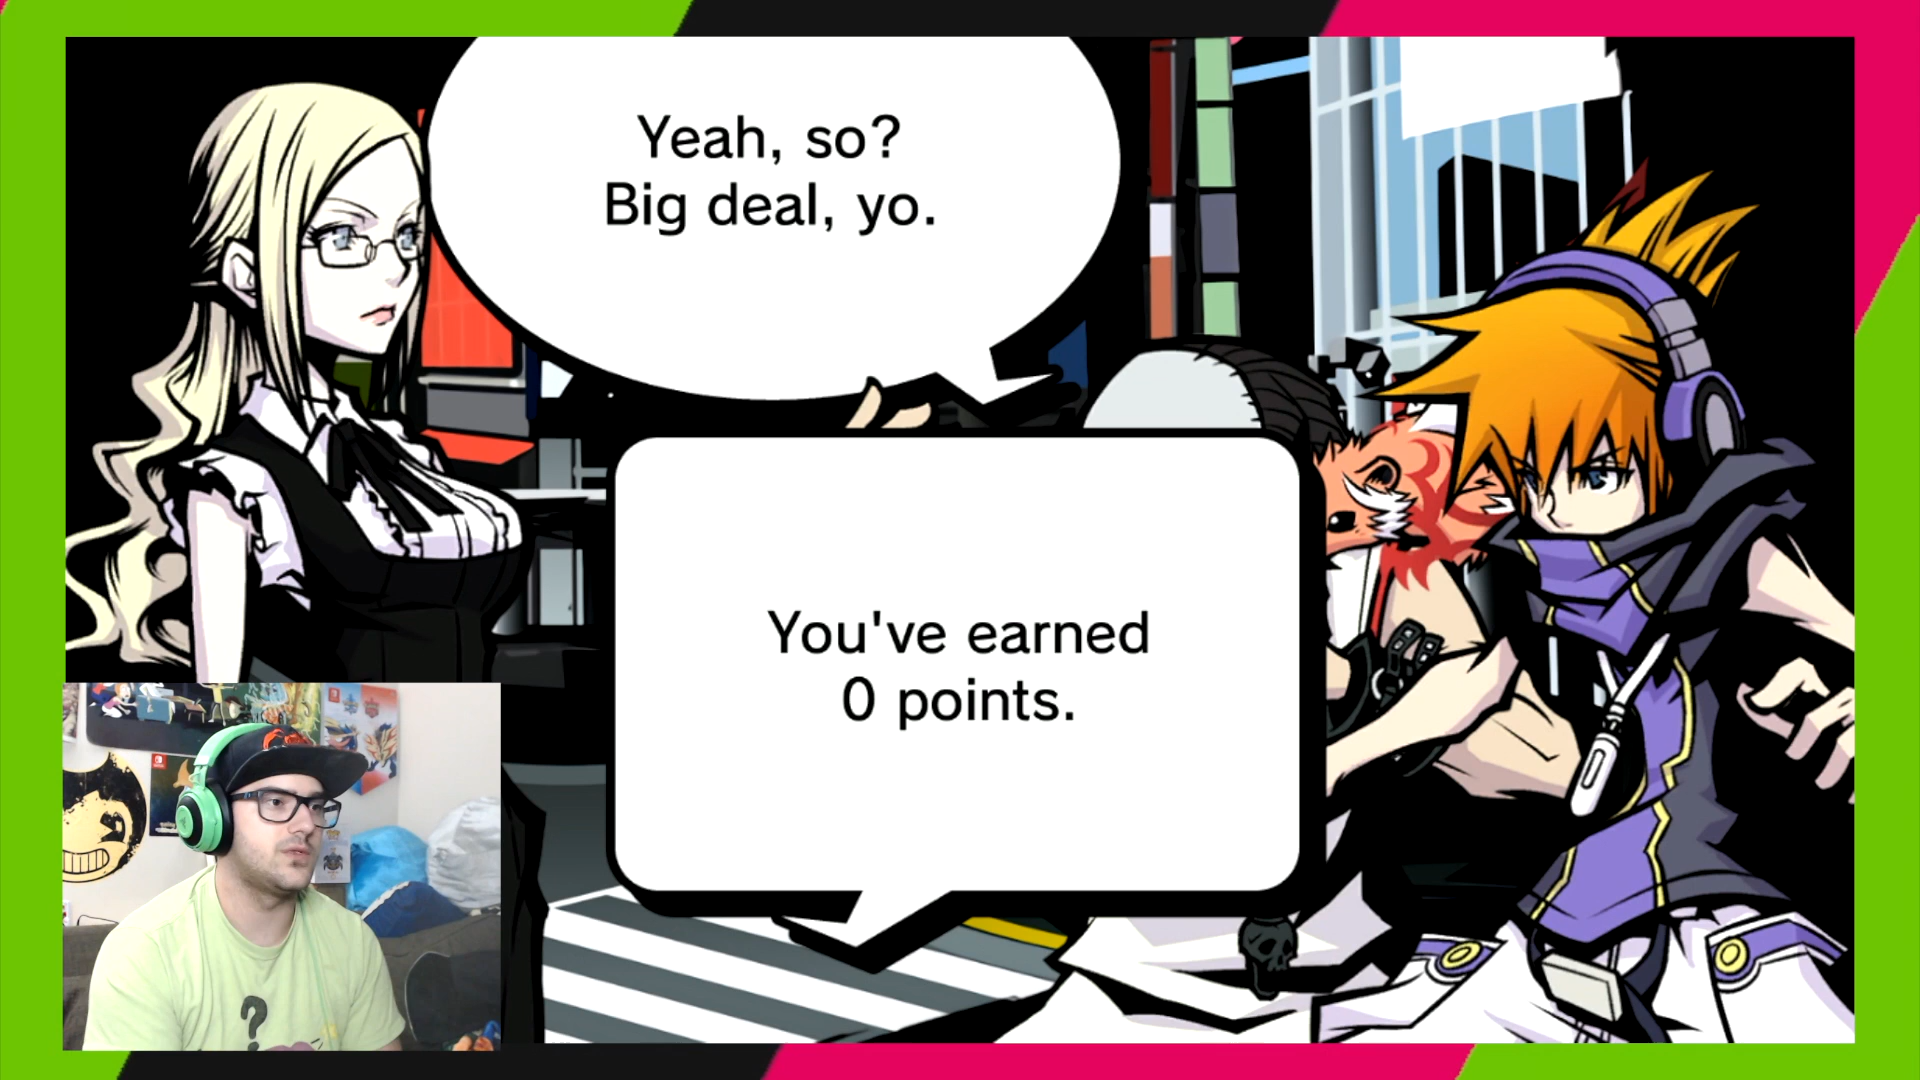 Yeah, so?
Big deal, yo.
You've earned
0 points.
?